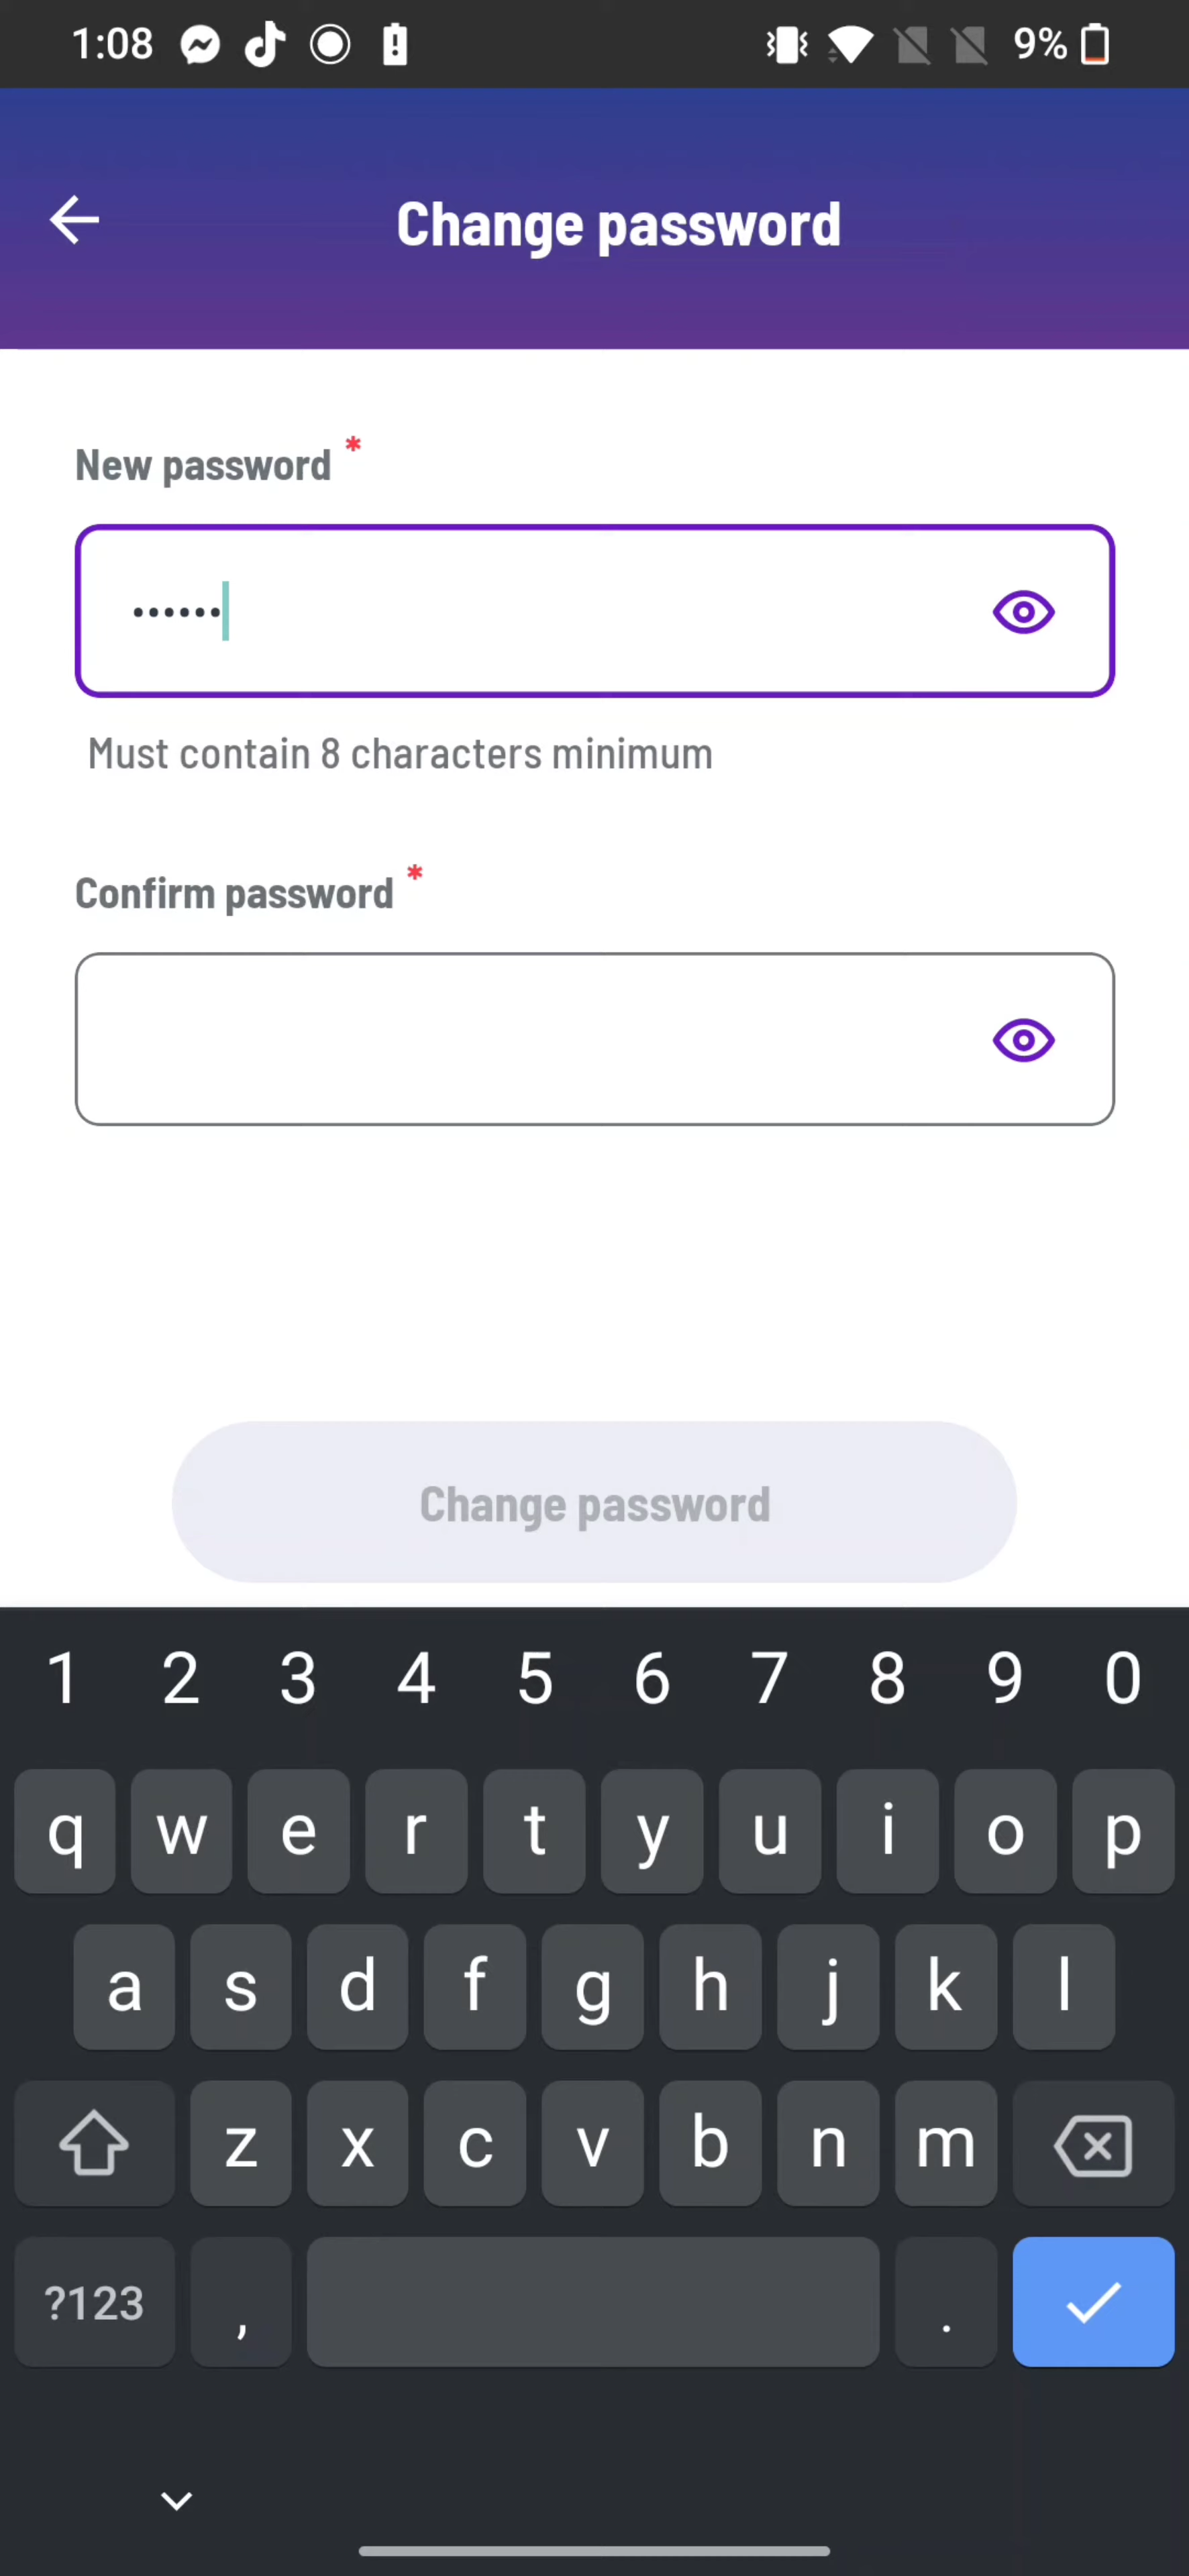 1:08 9%
Change password
New password *
••••••
Must contain 8 characters minimum
Confirm password *
Change password
1 2 3 4 5 6 7 8 9 0
q w e r t y u i o p
a s d f g h j k l
z x c v b n m
?123 , .